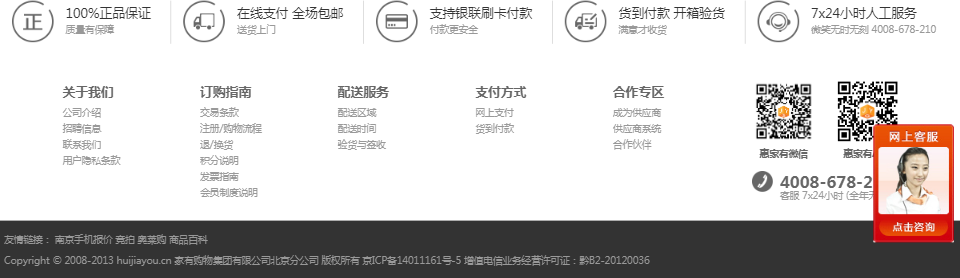 正 100%正品保证
质量有保障
在线支付 全场包邮
送货上门
支持银联刷卡付款
付款更安全
货到付款 开箱验货
满意才收货
7x24小时人工服务
微笑无时无刻 4008-678-210
关于我们
公司介绍
招聘信息
联系我们
用户隐私条款
订购指南
交易条款
注册/购物流程
退/换货
积分说明
发票指南
会员制度说明
配送服务
配送区域
配送时间
验货与签收
支付方式
网上支付
货到付款
合作专区
成为供应商
供应商系统
合作伙伴
惠家有微信
惠家有
4008-678-2
客服 7x24小时 (全年
网上客服
点击咨询
友情链接： 南京手机报价 竞拍 奥莱购 商品百科
Copyright © 2008-2013 huijiayou.cn 家有购物集团有限公司北京分公司 版权所有 京ICP备14011161号-5 增值电信业务经营许可证：黔B2-20120036